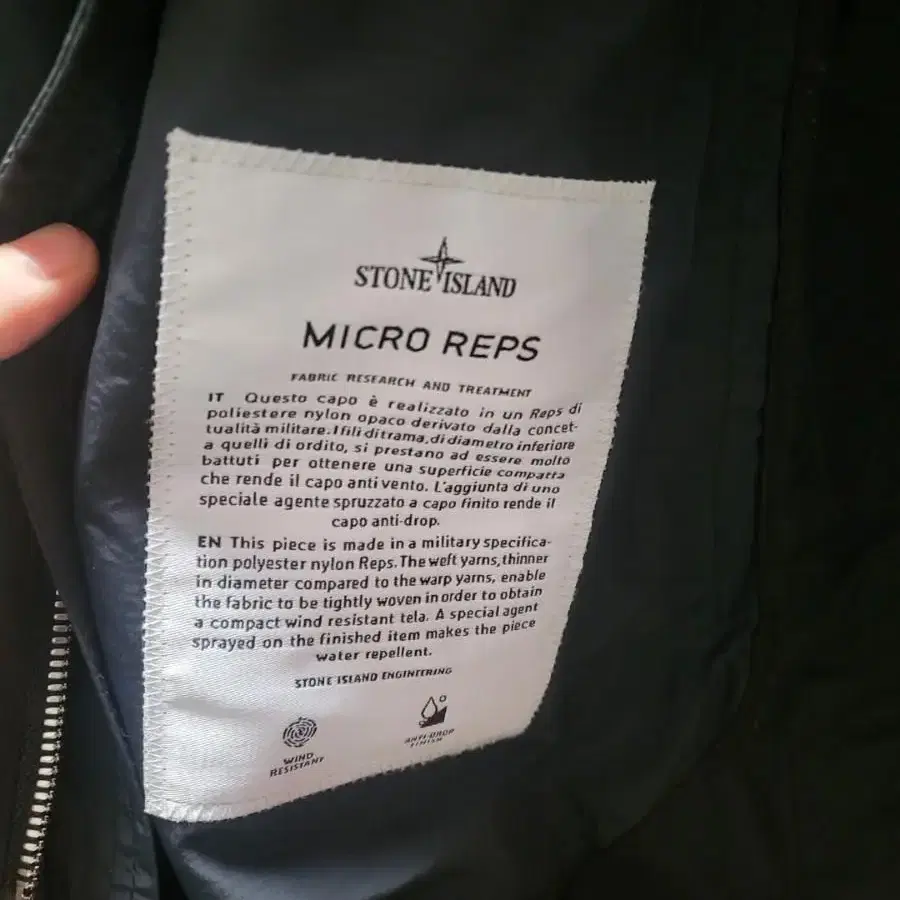 STONE ISLAND
MICRO REPS
FABRIC RESEARCH AND TREATMENT
IT Questo capo è realizzato in un Reps di
poliestere nylon opaco derivato dalla concet-
tualità militare. I fili di trama, di diametro inferiore
a quelli di ordito, si prestano ad essere molto
battuti per ottenere una superficie compatta
che rende il capo anti vento. L'aggiunta di uno
speciale agente spruzzato a capo finito rende il
capo anti-drop.
EN This piece is made in a military specifica-
tion polyester nylon Reps. The weft yarns, thinner
in diameter compared to the warp yarns, enable
the fabric to be tightly woven in order to obtain
a compact wind resistant tela. A special agent
sprayed on the finished item makes the piece
water repellent.
STONE ISLAND ENGINEERING
WIND
RESISTANT
ANTI-DROP
FINISH